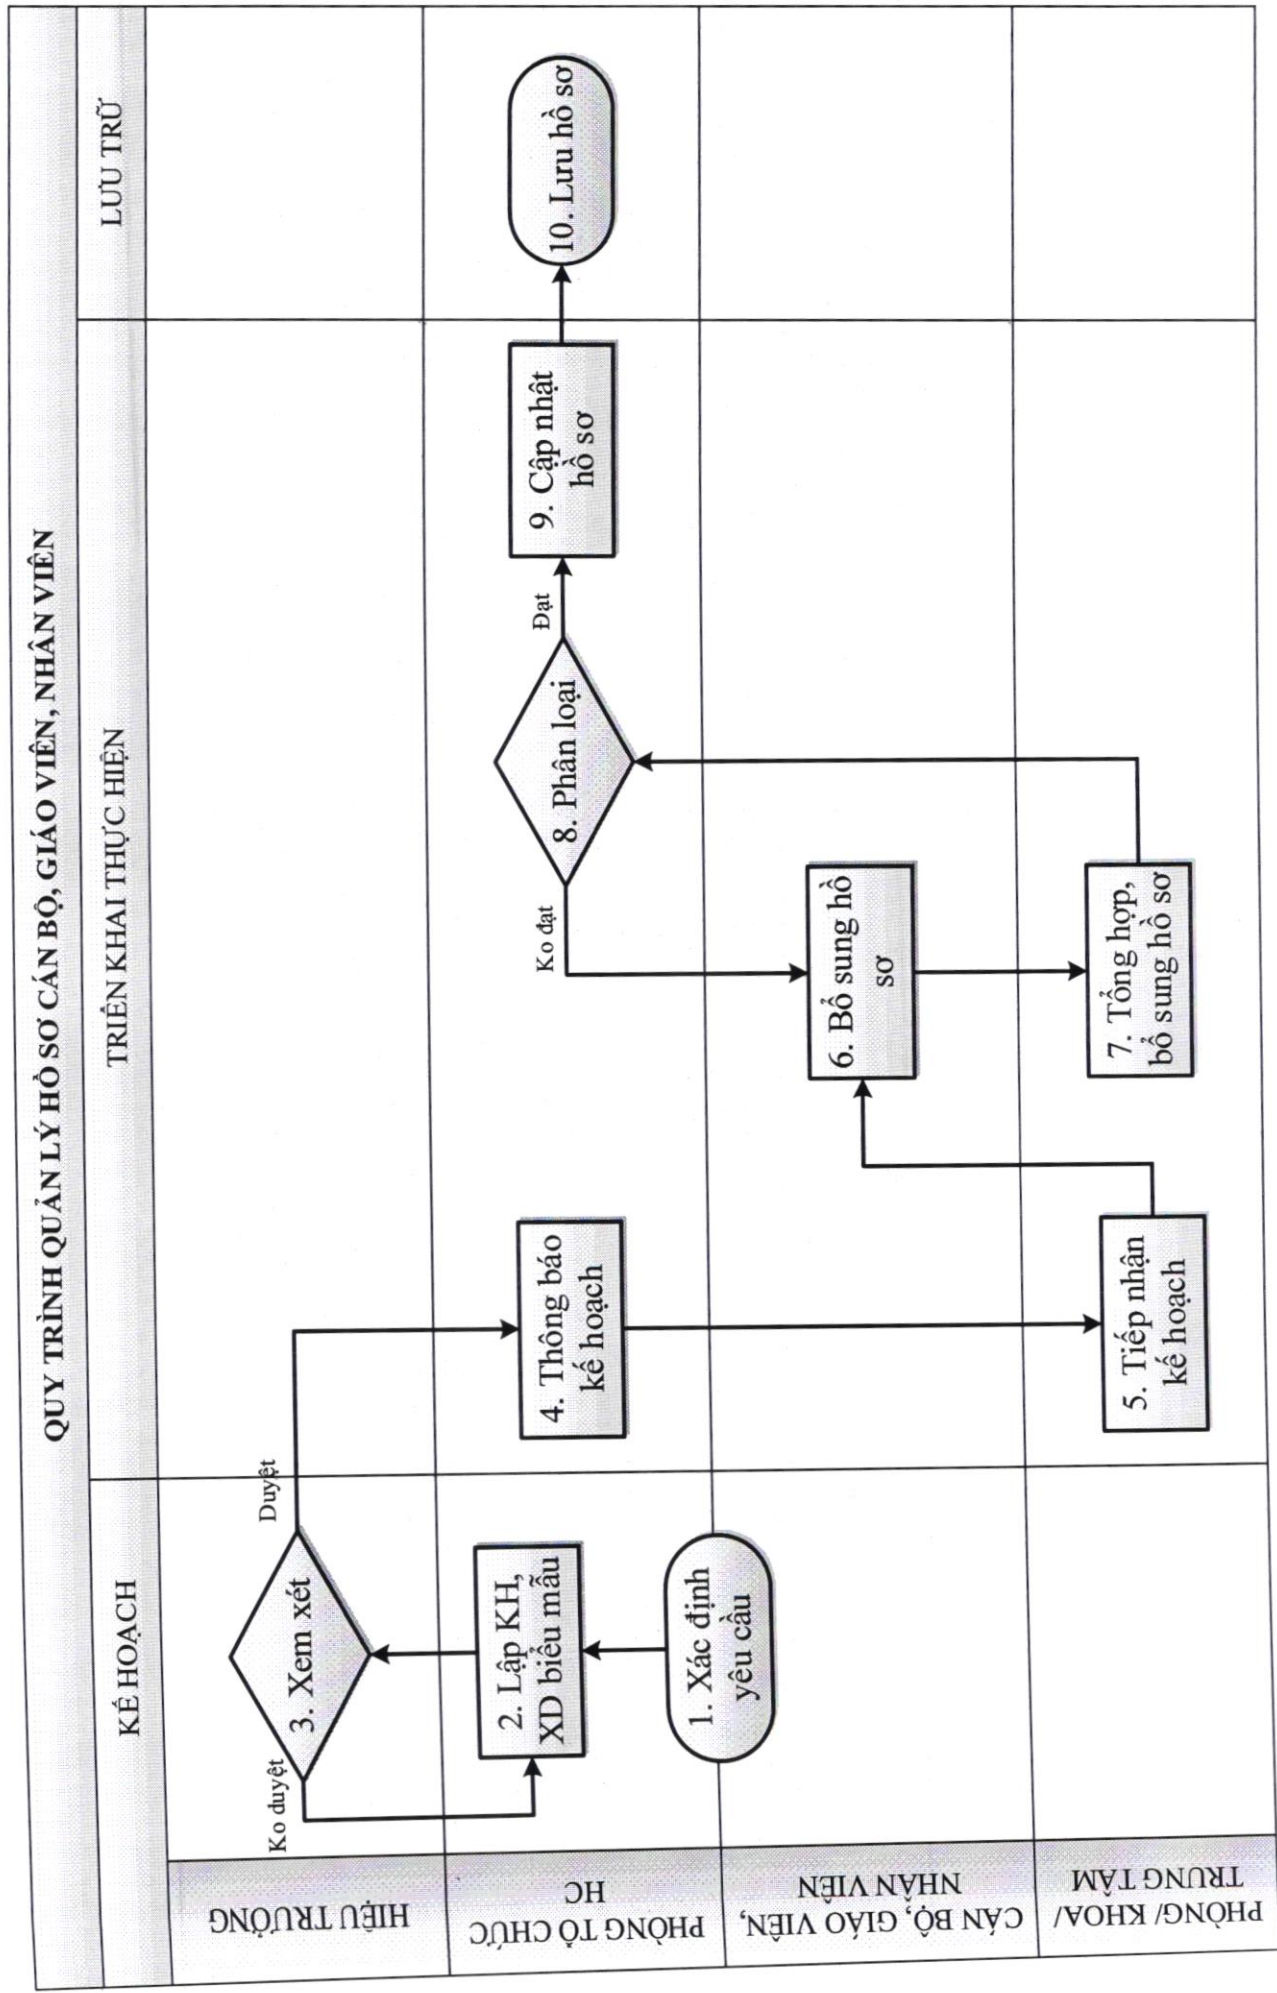 QUY TRÌNH QUẢN LÝ HỒ SƠ CÁN BỘ, GIÁO VIÊN, NHÂN VIÊN
KẾ HOẠCH
TRIỂN KHAI THỰC HIỆN
LƯU TRỮ
HIỆU TRƯỞNG
Ko duyệt
3. Xem xét
Duyệt
PHÒNG TỔ CHỨC
HC
2. Lập KH,
XD biểu mẫu
4. Thông báo
kế hoạch
Ko đạt
8. Phân loại
Đạt
9. Cập nhật
hồ sơ
10. Lưu hồ sơ
CÁN BỘ, GIÁO VIÊN,
NHÂN VIÊN
1. Xác định
yêu cầu
6. Bổ sung hồ
sơ
PHÒNG/ KHOA/
TRUNG TÂM
5. Tiếp nhận
kế hoạch
7. Tổng hợp,
bổ sung hồ sơ